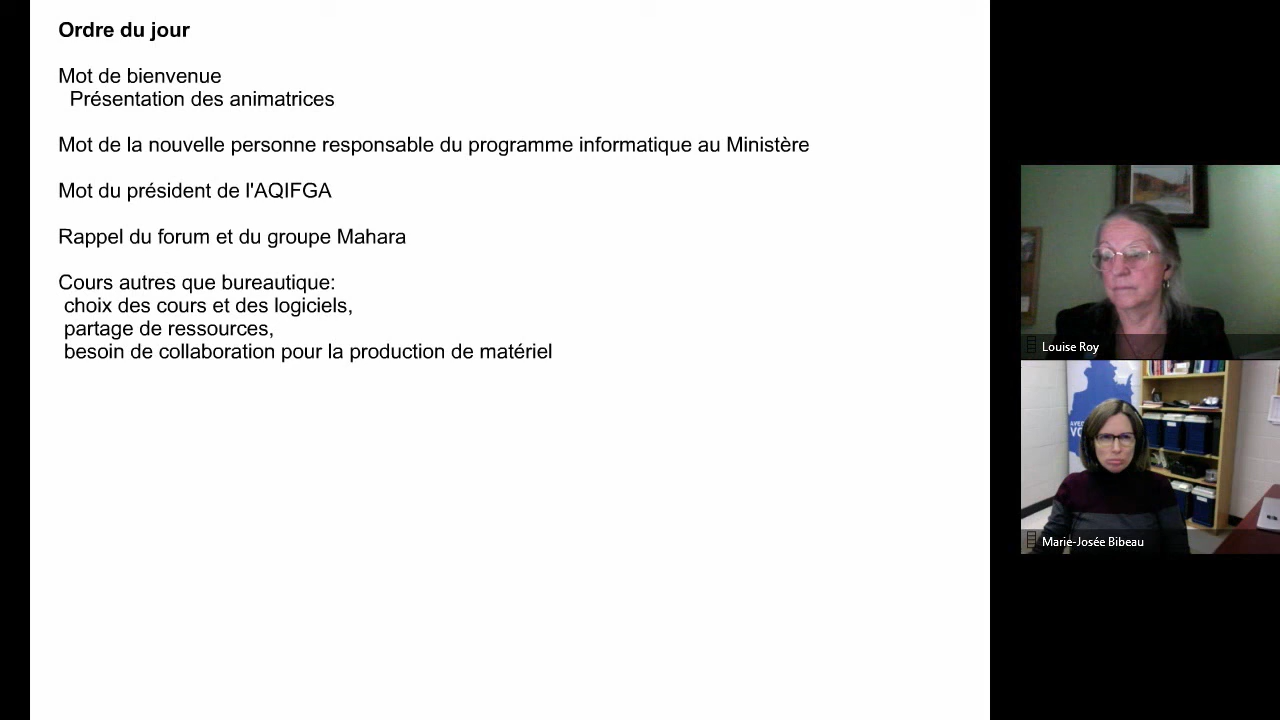 Ordre du jour
Mot de bienvenue
Présentation des animatrices
Mot de la nouvelle personne responsable du programme informatique au Ministère
Mot du président de l'AQIFGA
Rappel du forum et du groupe Mahara
Cours autres que bureautique:
choix des cours et des logiciels,
partage de ressources,
besoin de collaboration pour la production de matériel
Louise Roy
Marie-Josée Bibeau